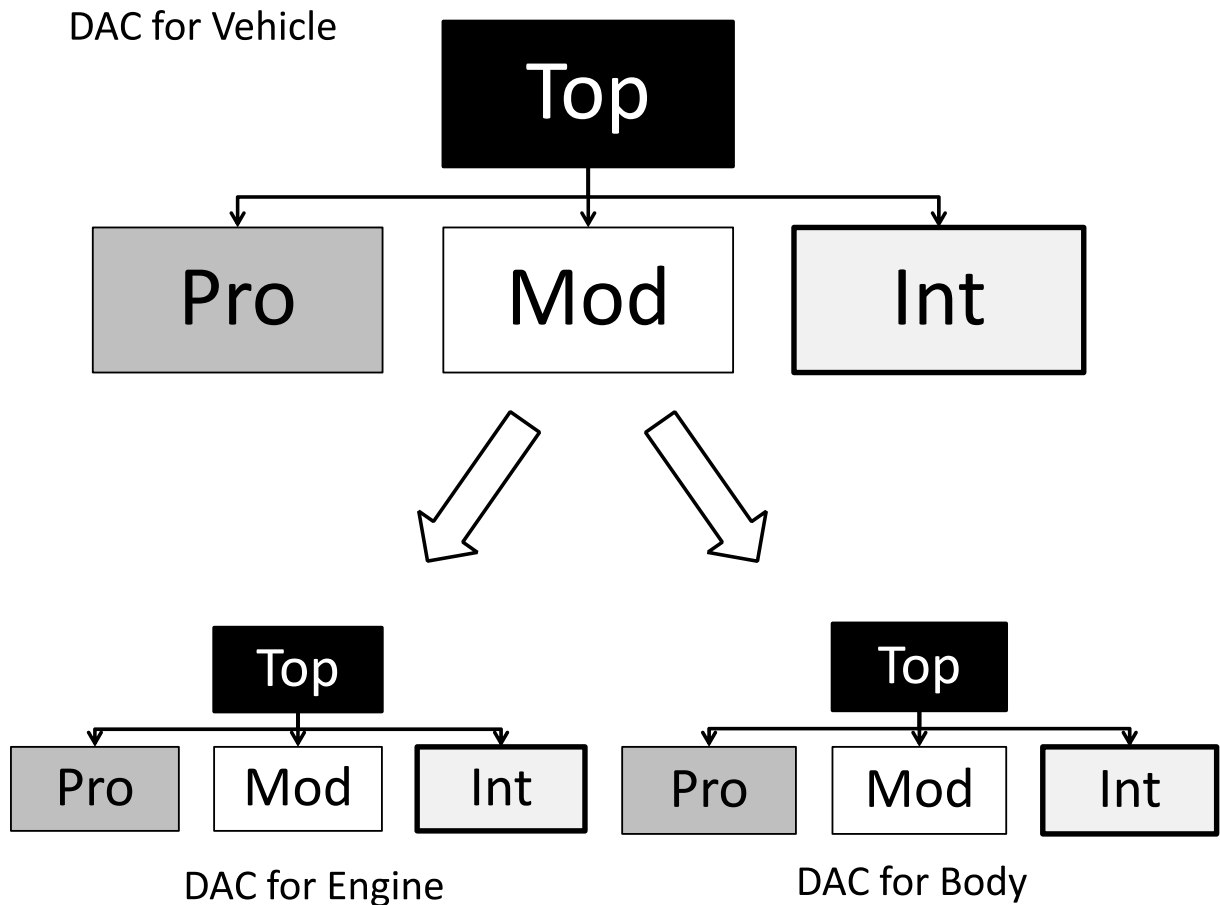 DAC for Vehicle
Top
Pro
Mod
Int
Top
Pro
Mod
Int
DAC for Engine
Top
Pro
Mod
Int
DAC for Body